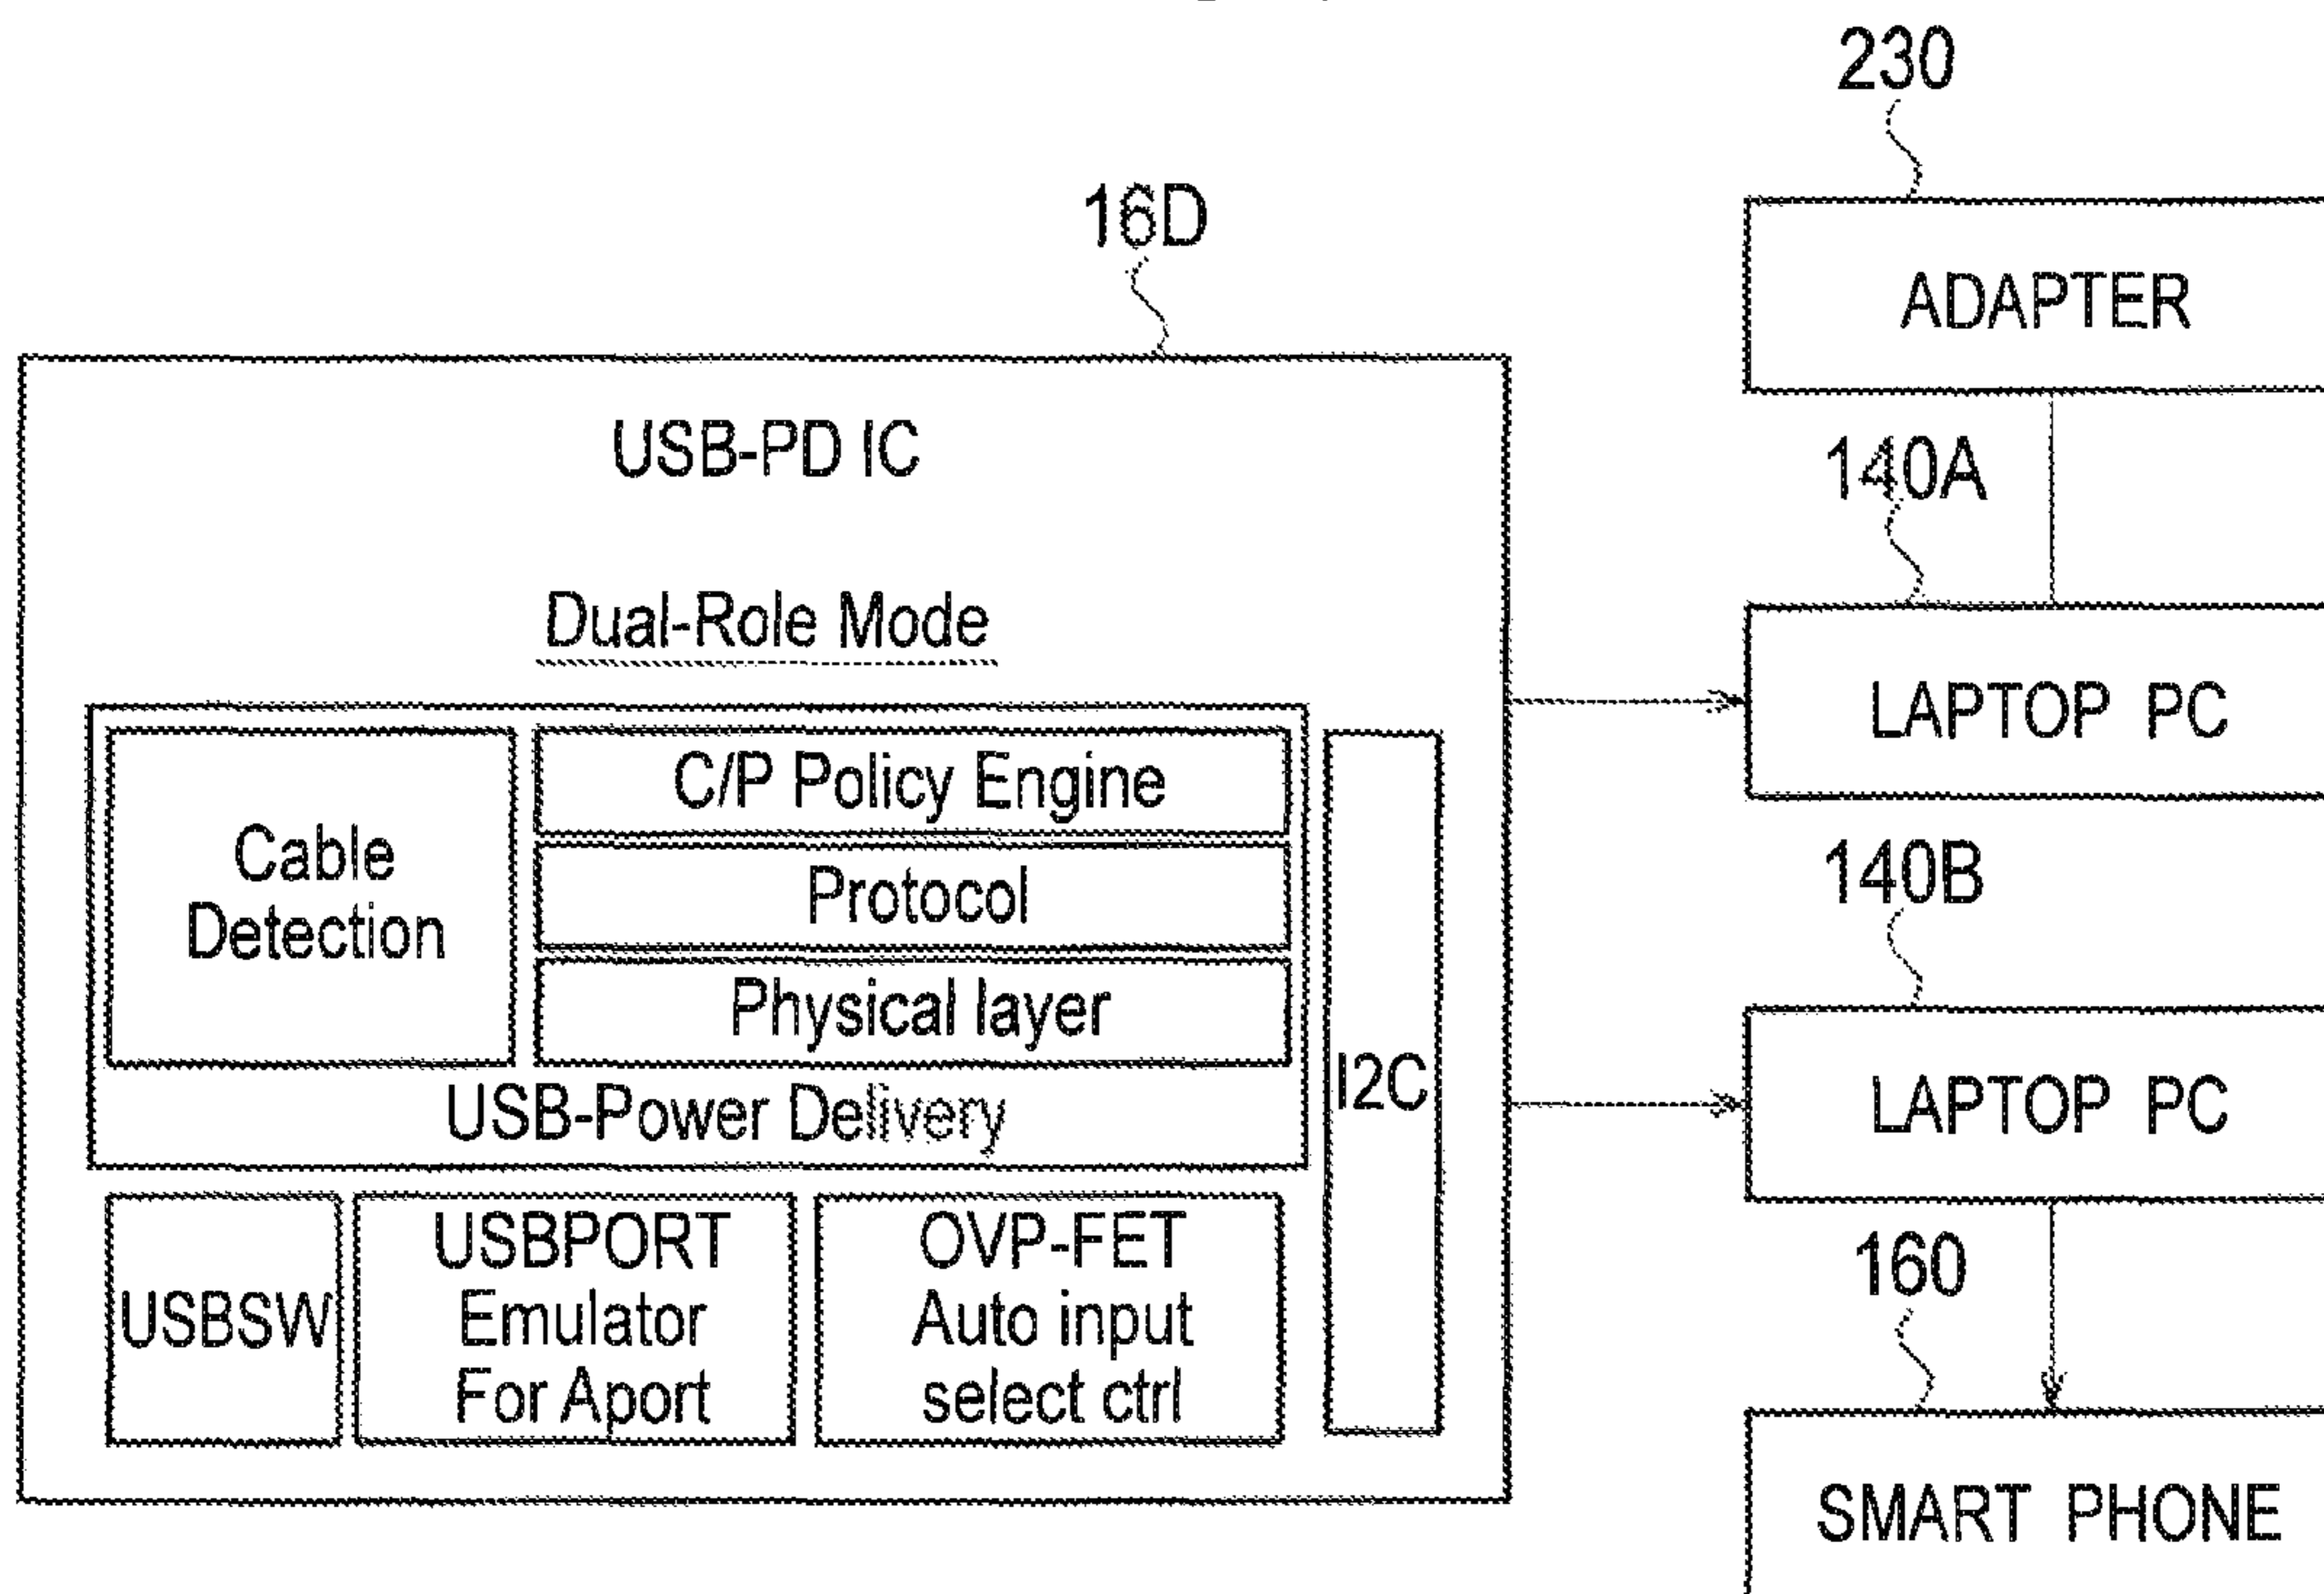 230
16D
ADAPTER
USB-PD IC
140A
Dual-Role Mode
LAPTOP PC
C/P Policy Engine
Cable
Detection
Protocol
140B
Physical layer
I2C
USB-Power Delivery
LAPTOP PC
USBSW
USBPORT
Emulator
For Aport
OVP-FET
Auto input
select ctrl
160
SMART PHONE